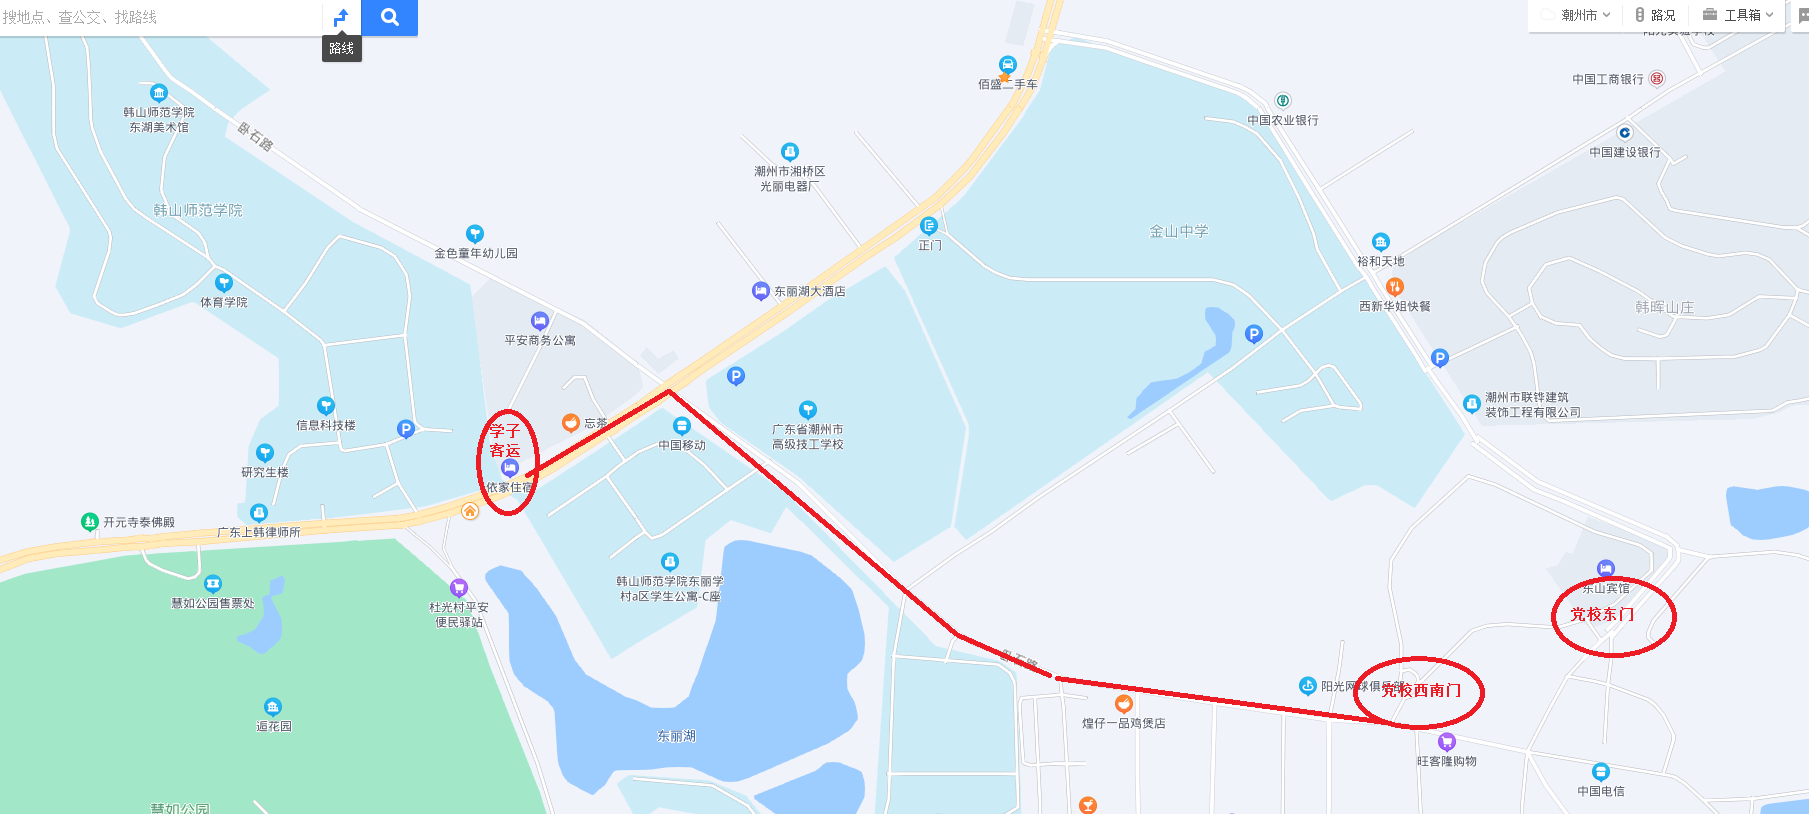 搜地点、查公交、找路线
路线
潮州市
路况
工具箱
阳光实验学校
佰盛二手车
中国工商银行
韩山师范学院
东湖美术馆
卧石路
中国农业银行
中国建设银行
潮州市湘桥区
光丽电器厂
韩山师范学院
金山中学
正门
金色童年幼儿园
裕和天地
体育学院
东丽湖大酒店
西新华姐快餐
韩晖山庄
平安商务公寓
P
P
P
潮州市联铧建筑
装饰工程有限公司
信息科技楼
P
学子
客运
忘茶
中国移动
广东省潮州市
高级技工学校
研究生楼
依家住宿
开元寺泰佛殿
广东上韩律师所
慧如公园售票处
杜光村平安
便民驿站
韩山师范学院东丽学
村a区学生公寓-C座
东山宾馆
党校东门
卧石路
阳光网球俱乐部
党校西南门
逅花园
东丽湖
煌仔一品鸡煲店
旺客隆购物
中国电信
慧如公园